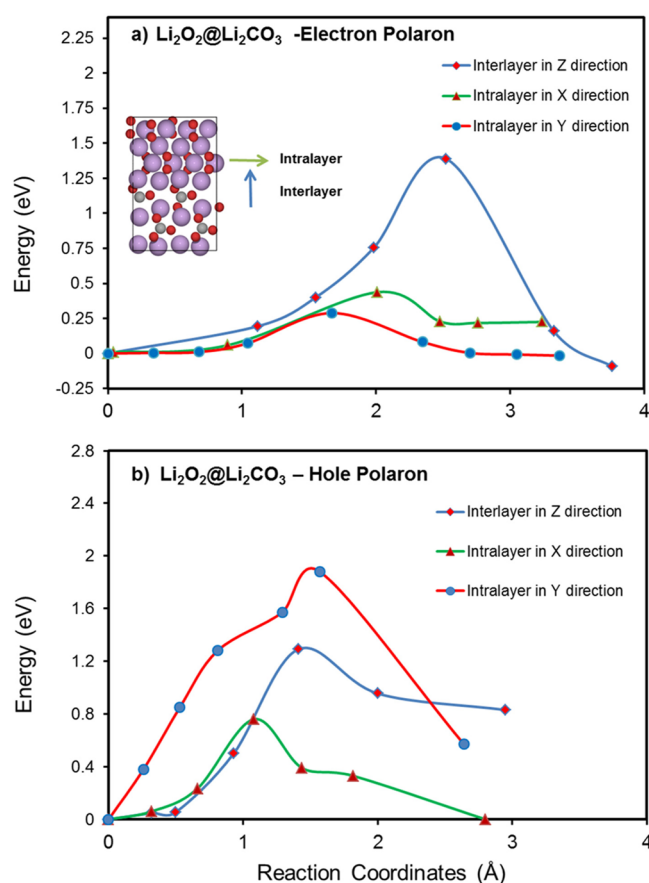 a) Li₂O₂@Li₂CO₃ -Electron Polaron
2.25
2
1.75
1.5
1.25
1
0.75
0.5
0.25
0
-0.25
Energy (eV)
Interlayer in Z direction
Intralayer in X direction
Intralayer in Y direction
Intralayer
Interlayer
0
1
2
3
4
b) Li₂O₂@Li₂CO₃ – Hole Polaron
2.8
2.4
2
1.6
1.2
0.8
0.4
0
Energy (eV)
Interlayer in Z direction
Intralayer in X direction
Intralayer in Y direction
0
1
2
3
4
Reaction Coordinates (Å)